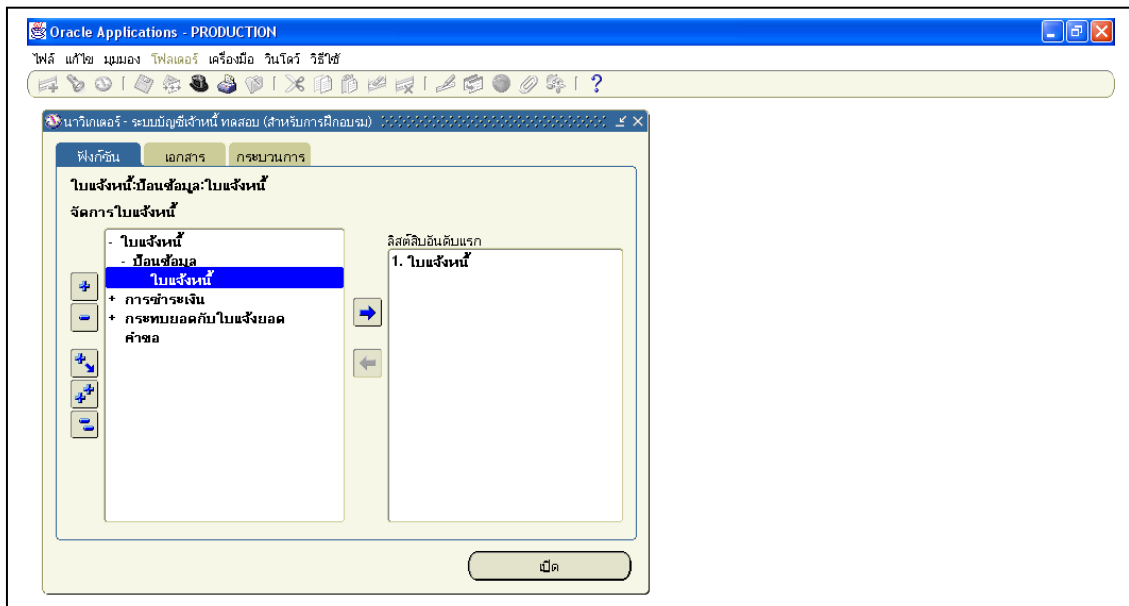 Oracle Applications - PRODUCTION
ไฟล์ แก้ไข มุมมอง โฟลเดอร์ เครื่องมือ วินโดว์ วิธีใช้
นาวิเกเตอร์ - ระบบบัญชีเจ้าหนี้ ทดสอบ (สำหรับการฝึกอบรม)
ฟังก์ชัน เอกสาร กระบวนการ
ใบแจ้งหนี้:ป้อนข้อมูล:ใบแจ้งหนี้
จัดการใบแจ้งหนี้
- ใบแจ้งหนี้
- ป้อนข้อมูล
ใบแจ้งหนี้
+ การชำระเงิน
+ กระทบยอดกับใบแจ้งยอด
คำขอ
ลิสต์สิบอันดับแรก
1. ใบแจ้งหนี้
เปิด